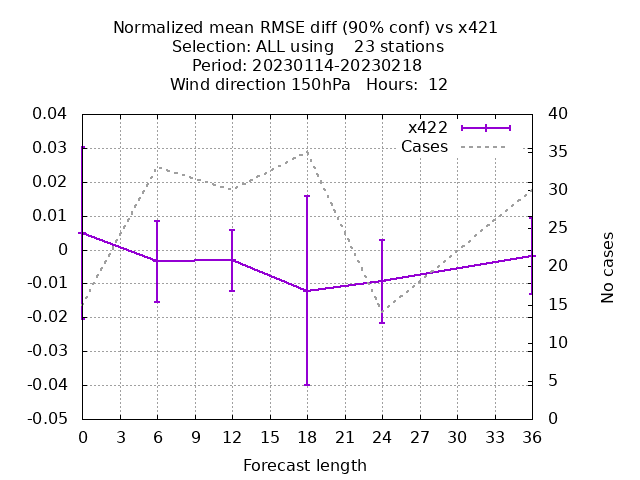 Normalized mean RMSE diff (90% conf) vs x421
Selection: ALL using    23 stations
Period: 20230114-20230218
Wind direction 150hPa   Hours:  12
x422
Cases
0.04
0.03
0.02
0.01
0
-0.01
-0.02
-0.03
-0.04
-0.05
40
35
30
25
20
15
10
5
0
No cases
0 3 6 9 12 15 18 21 24 27 30 33 36
Forecast length